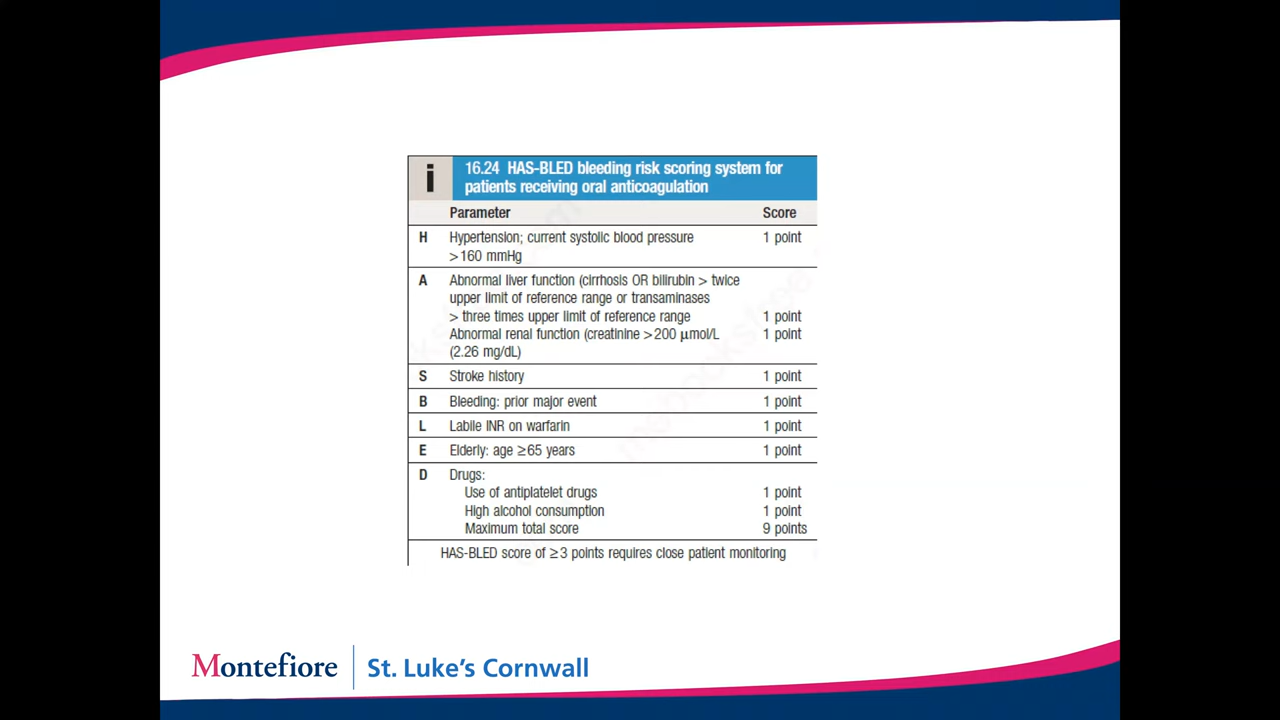 i
16.24 HAS-BLED bleeding risk scoring system for
patients receiving oral anticoagulation
Parameter Score
H Hypertension; current systolic blood pressure 1 point
>160 mmHg
A Abnormal liver function (cirrhosis OR bilirubin > twice
upper limit of reference range or transaminases
> three times upper limit of reference range 1 point
Abnormal renal function (creatinine >200 μmol/L 1 point
(2.26 mg/dL)
S Stroke history 1 point
B Bleeding: prior major event 1 point
L Labile INR on warfarin 1 point
E Elderly: age ≥65 years 1 point
D Drugs:
Use of antiplatelet drugs 1 point
High alcohol consumption 1 point
Maximum total score 9 points
HAS-BLED score of ≥3 points requires close patient monitoring
Montefiore St. Luke's Cornwall